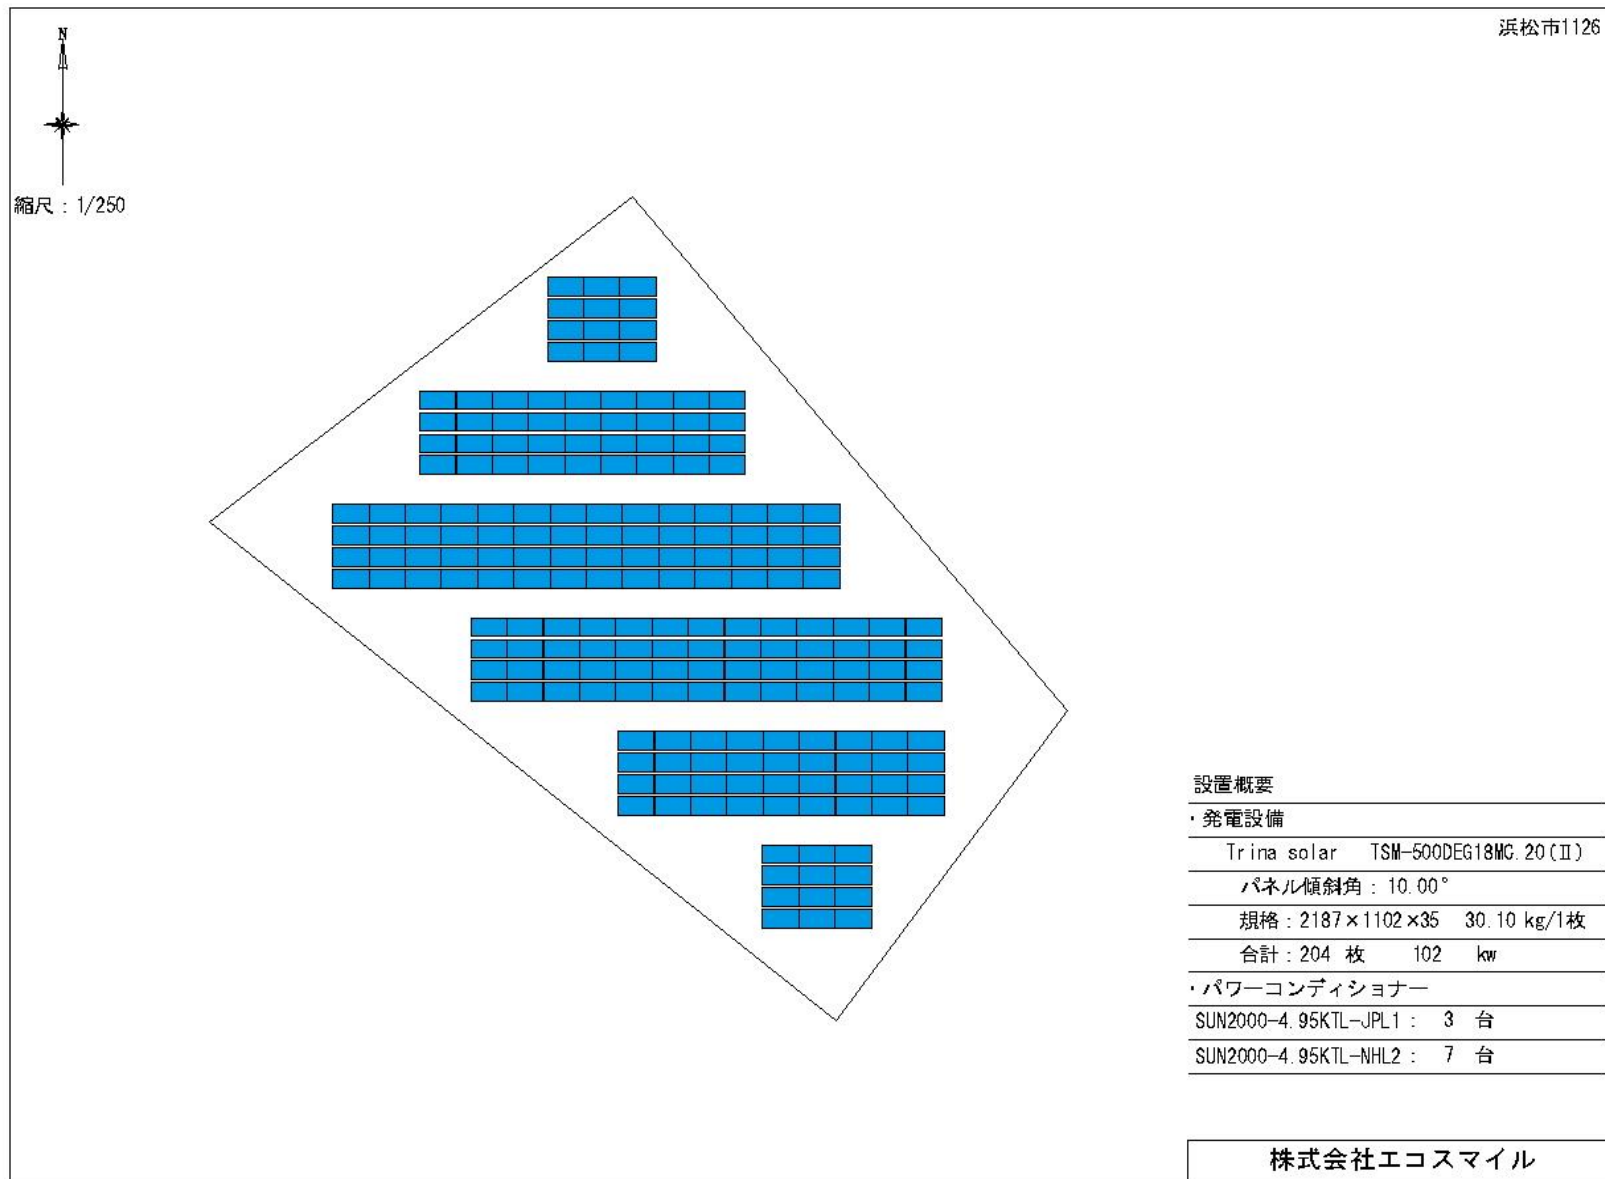 浜松市1126
N
縮尺：1/250
設置概要
・発電設備
Trina solar TSM-500DEG18MC.20(Ⅱ)
パネル傾斜角：10.00°
規格：2187×1102×35 30.10 kg/1枚
合計：204 枚 102 kw
・パワーコンディショナー
SUN2000-4.95KTL-JPL1： 3 台
SUN2000-4.95KTL-NHL2： 7 台
株式会社エコスマイル